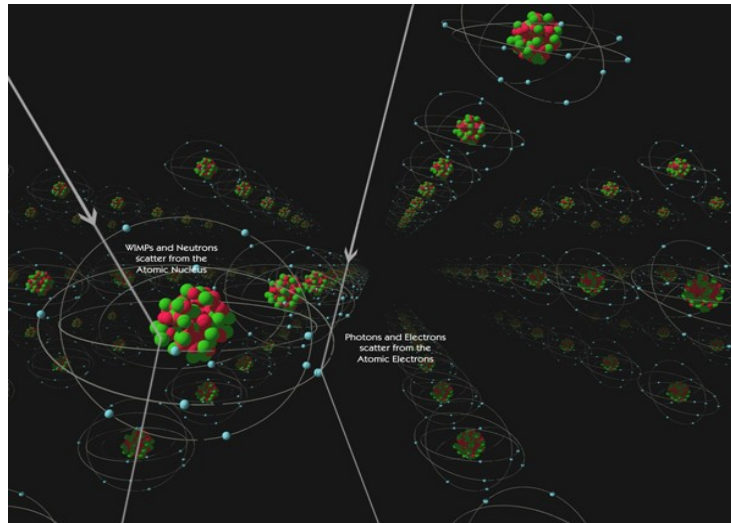 WIMPs and Neutrons
scatter from the
Atomic Nucleus
Photons and Electrons
scatter from the
Atomic Electrons